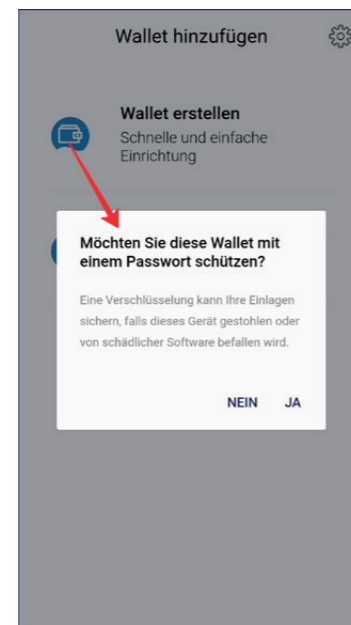 Wallet hinzufügen
Wallet erstellen
Schnelle und einfache
Einrichtung
Möchten Sie diese Wallet mit
einem Passwort schützen?
Eine Verschlüsselung kann Ihre Einlagen
sichern, falls dieses Gerät gestohlen oder
von schädlicher Software befallen wird.
NEIN JA